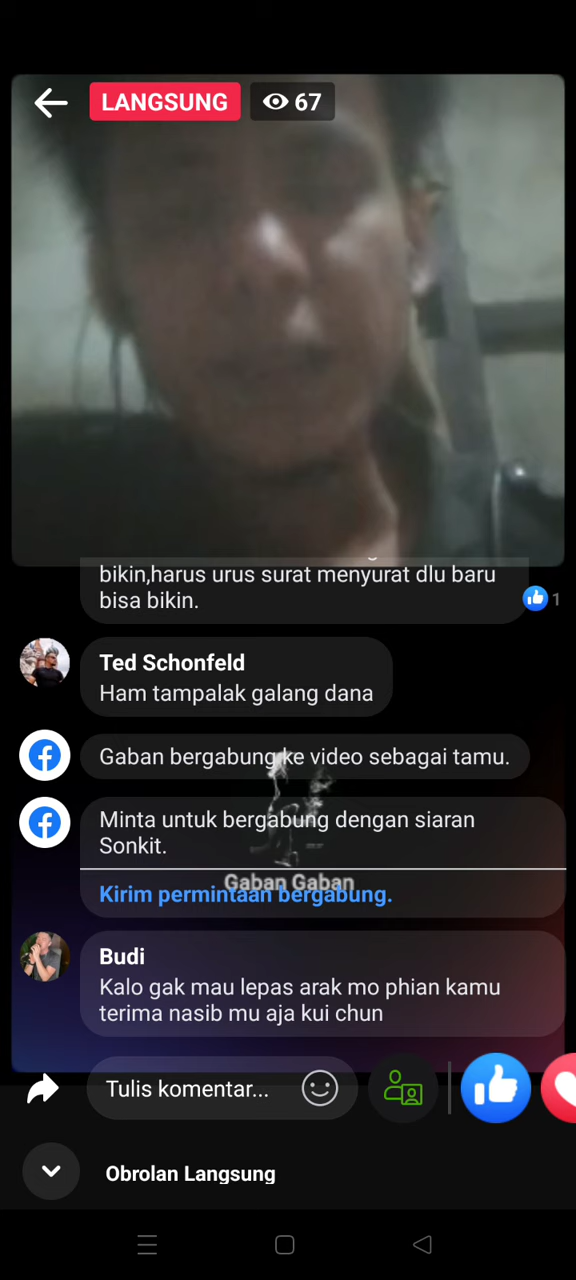 LANGSUNG
67
bikin,harus urus surat menyurat dlu baru
bisa bikin.
1
Ted Schonfeld
Ham tampalak galang dana
Gaban bergabung ke video sebagai tamu.
Minta untuk bergabung dengan siaran
Sonkit.
Gaban Gaban
Kirim permintaan bergabung.
Budi
Kalo gak mau lepas arak mo phian kamu
terima nasib mu aja kui chun
Tulis komentar...
Obrolan Langsung